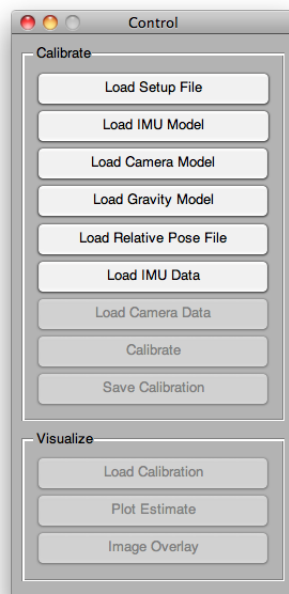 Control
Calibrate
Load Setup File
Load IMU Model
Load Camera Model
Load Gravity Model
Load Relative Pose File
Load IMU Data
Load Camera Data
Calibrate
Save Calibration
Visualize
Load Calibration
Plot Estimate
Image Overlay